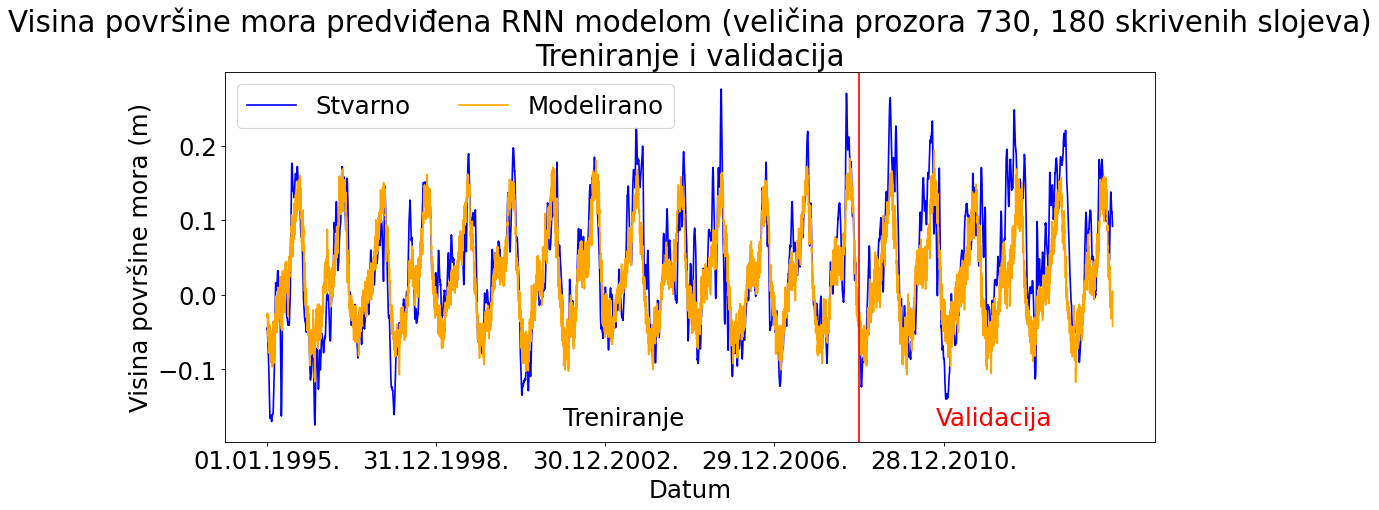 Visina površine mora predviđena RNN modelom (veličina prozora 730, 180 skrivenih slojeva)
Treniranje i validacija
Stvarno
Modelirano
Visina površine mora (m)
0.2
0.1
0.0
−0.1
Treniranje
Validacija
01.01.1995.
31.12.1998.
30.12.2002.
29.12.2006.
28.12.2010.
Datum